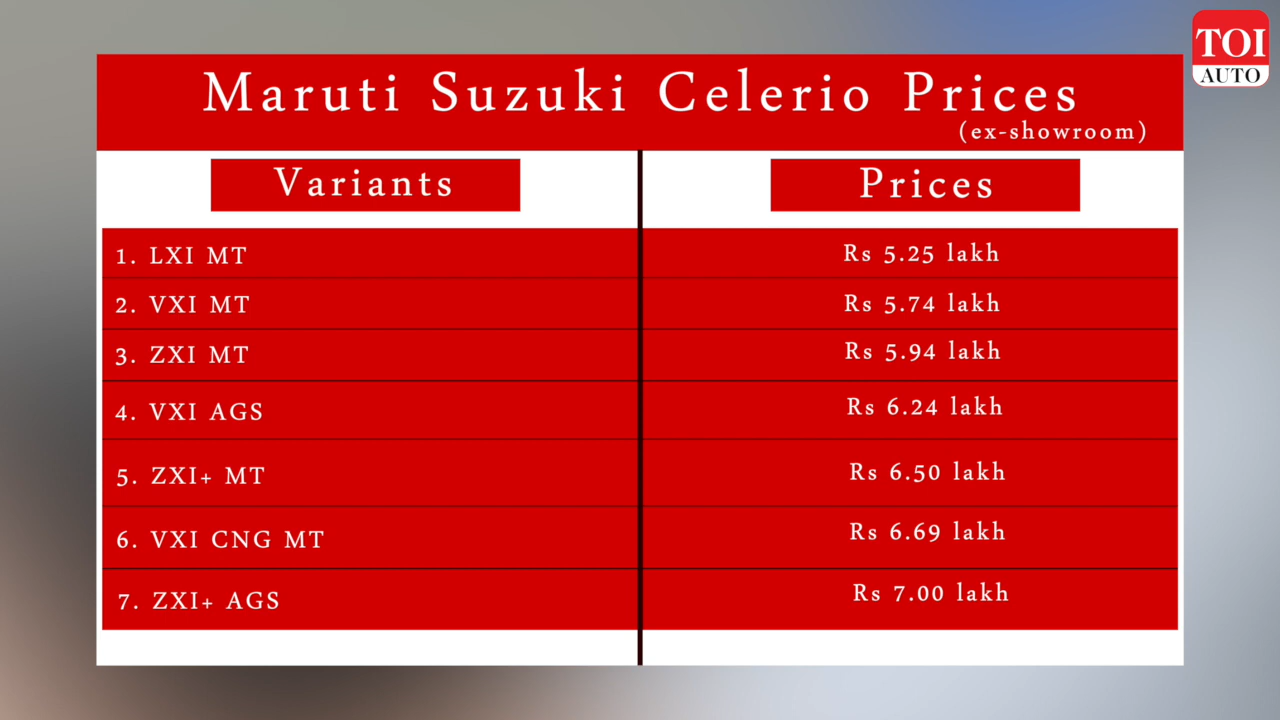 TOI
AUTO
Maruti Suzuki Celerio Prices
(ex-showroom)
Variants Prices
1. LXI MT Rs 5.25 lakh
2. VXI MT Rs 5.74 lakh
3. ZXI MT Rs 5.94 lakh
4. VXI AGS Rs 6.24 lakh
5. ZXI+ MT Rs 6.50 lakh
6. VXI CNG MT Rs 6.69 lakh
7. ZXI+ AGS Rs 7.00 lakh